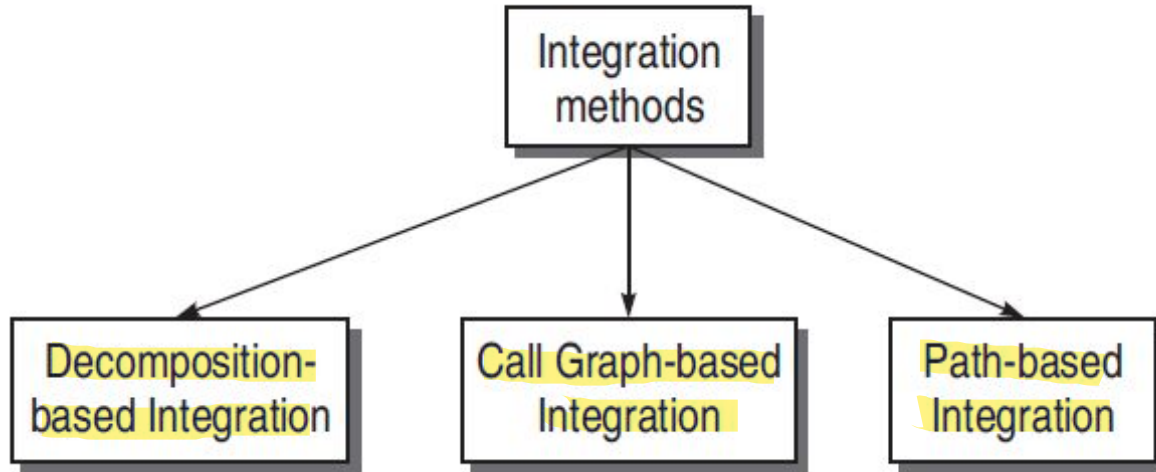 Integration
methods
Decomposition-
based Integration
Call Graph-based
Integration
Path-based
Integration